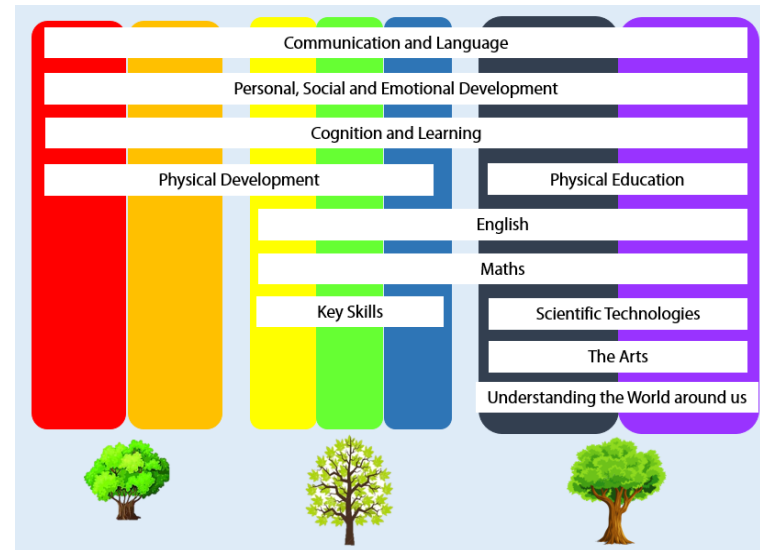 Communication and Language
Personal, Social and Emotional Development
Cognition and Learning
Physical Development
Physical Education
English
Maths
Key Skills
Scientific Technologies
The Arts
Understanding the World around us